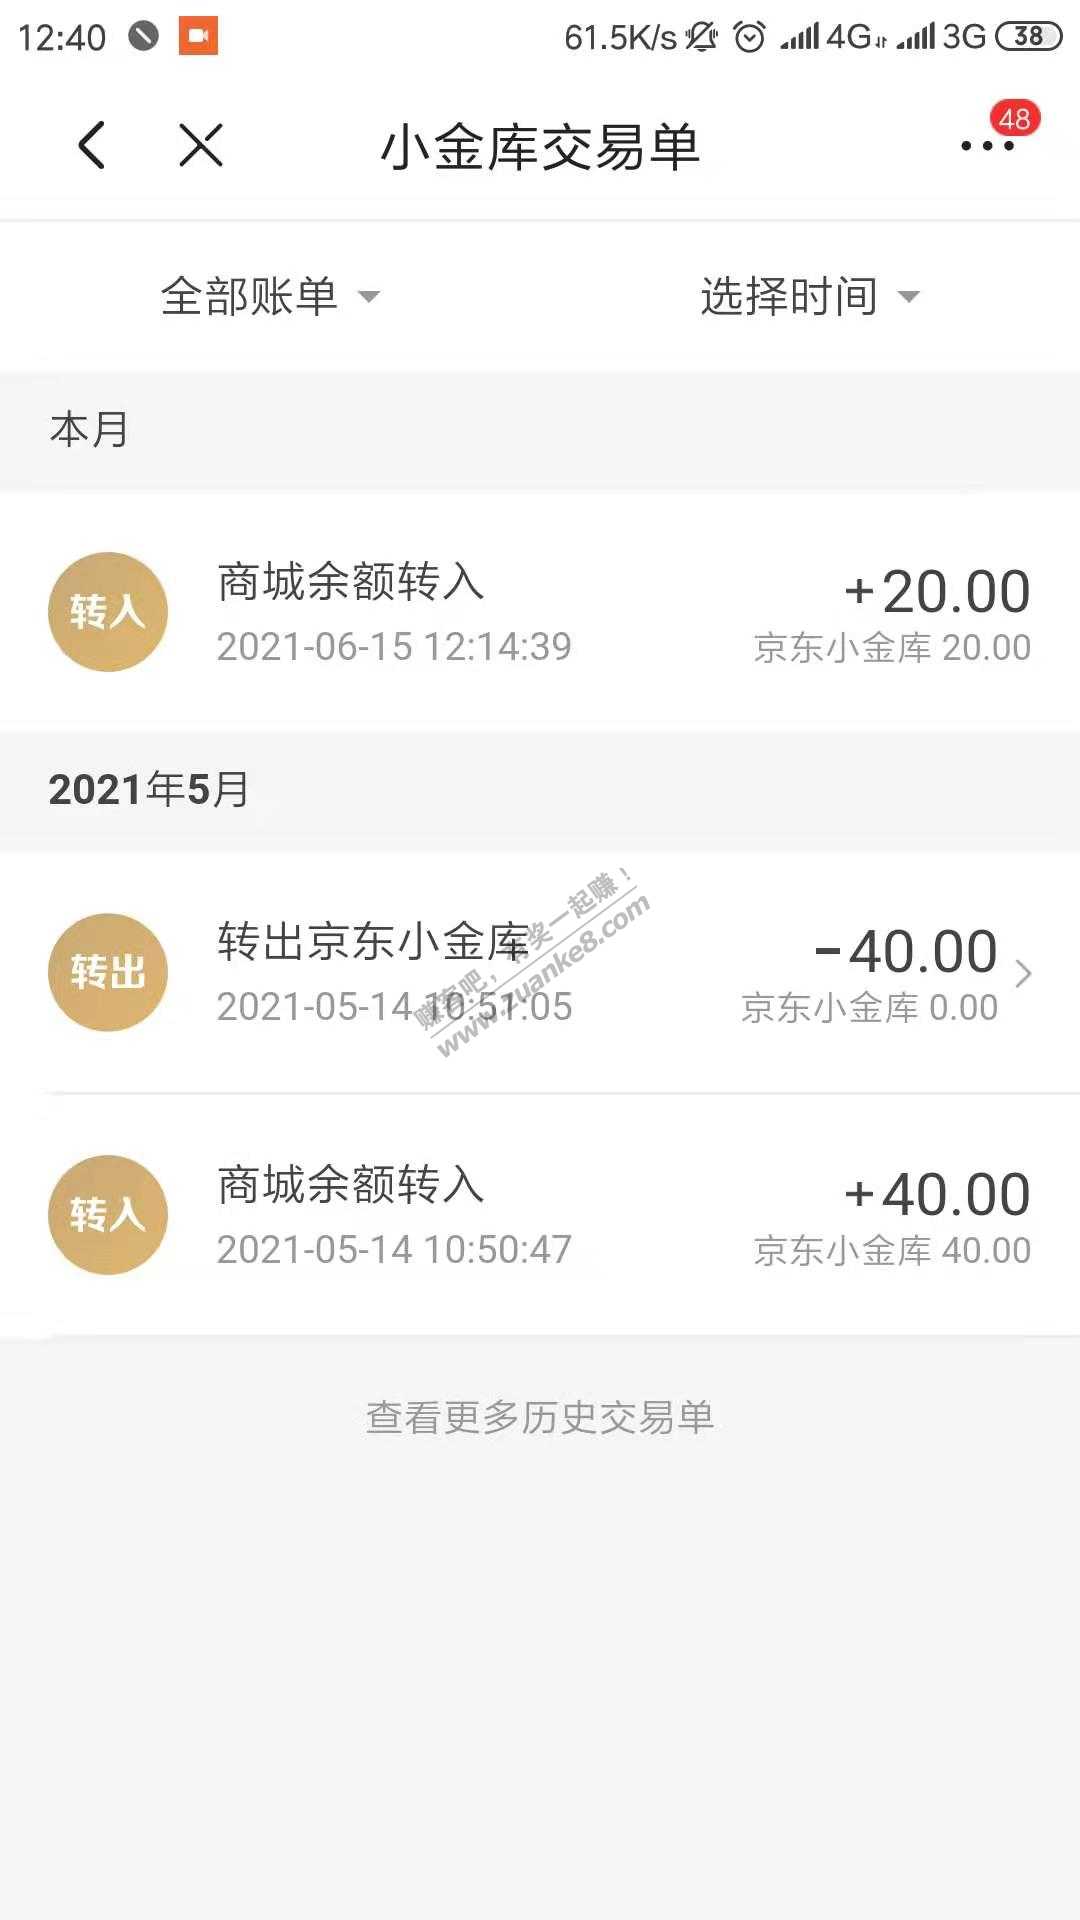 12:40 61.5K/s 4G 3G 38
小金库交易单 48
全部账单 选择时间
本月
转入 商城余额转入 +20.00
2021-06-15 12:14:39 京东小金库 20.00
2021年5月
转出 转出京东小金库 -40.00
2021-05-14 10:51:05 京东小金库 0.00
赚客吧，有奖一起赚！
www.zuanke8.com
转入 商城余额转入 +40.00
2021-05-14 10:50:47 京东小金库 40.00
查看更多历史交易单